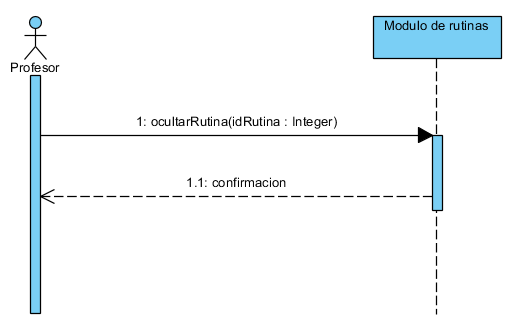 Modulo de rutinas
Profesor
1: ocultarRutina(idRutina : Integer)
1.1: confirmacion